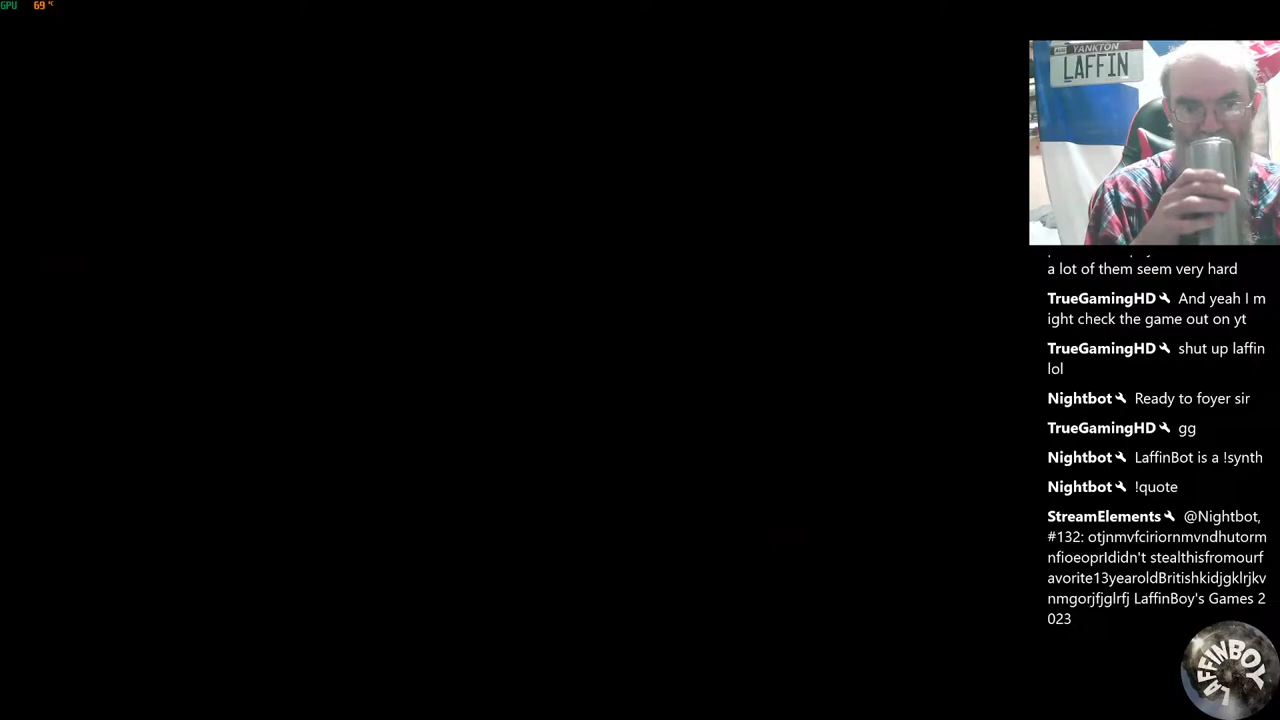 GPU 69 °C
YANKTON
LAFFIN
a lot of them seem very hard
TrueGamingHD And yeah I m
ight check the game out on yt
TrueGamingHD shut up laffin
lol
Nightbot Ready to foyer sir
TrueGamingHD gg
Nightbot LaffinBot is a !synth
Nightbot !quote
StreamElements @Nightbot,
#132: otjnmvfciriornmvndhutorm
nfioeoprIdidn't stealthisfromourf
avorite13yearoldBritishkidjgklrjkv
nmgorjfjglrfj LaffinBoy's Games 2
023
LAFFINBOY